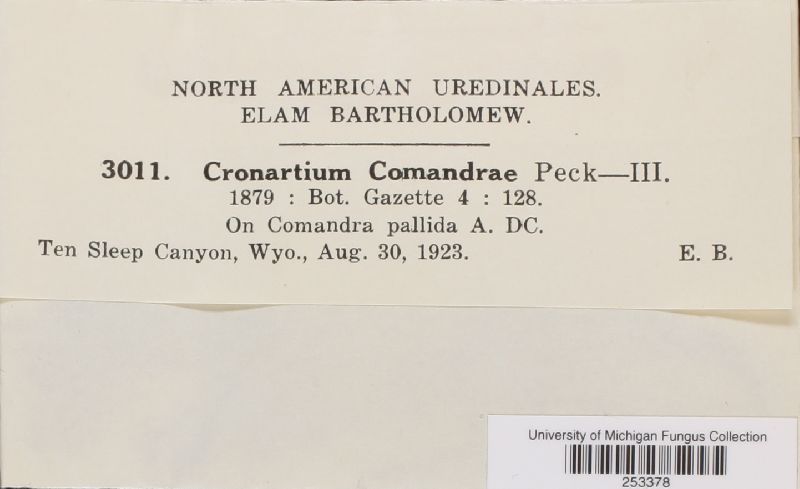 NORTH AMERICAN UREDINALES.
ELAM BARTHOLOMEW.
3011. Cronartium Comandrae Peck—III.
1879 : Bot. Gazette 4 : 128.
On Comandra pallida A. DC.
Ten Sleep Canyon, Wyo., Aug. 30, 1923. E. B.
University of Michigan Fungus Collection
253378